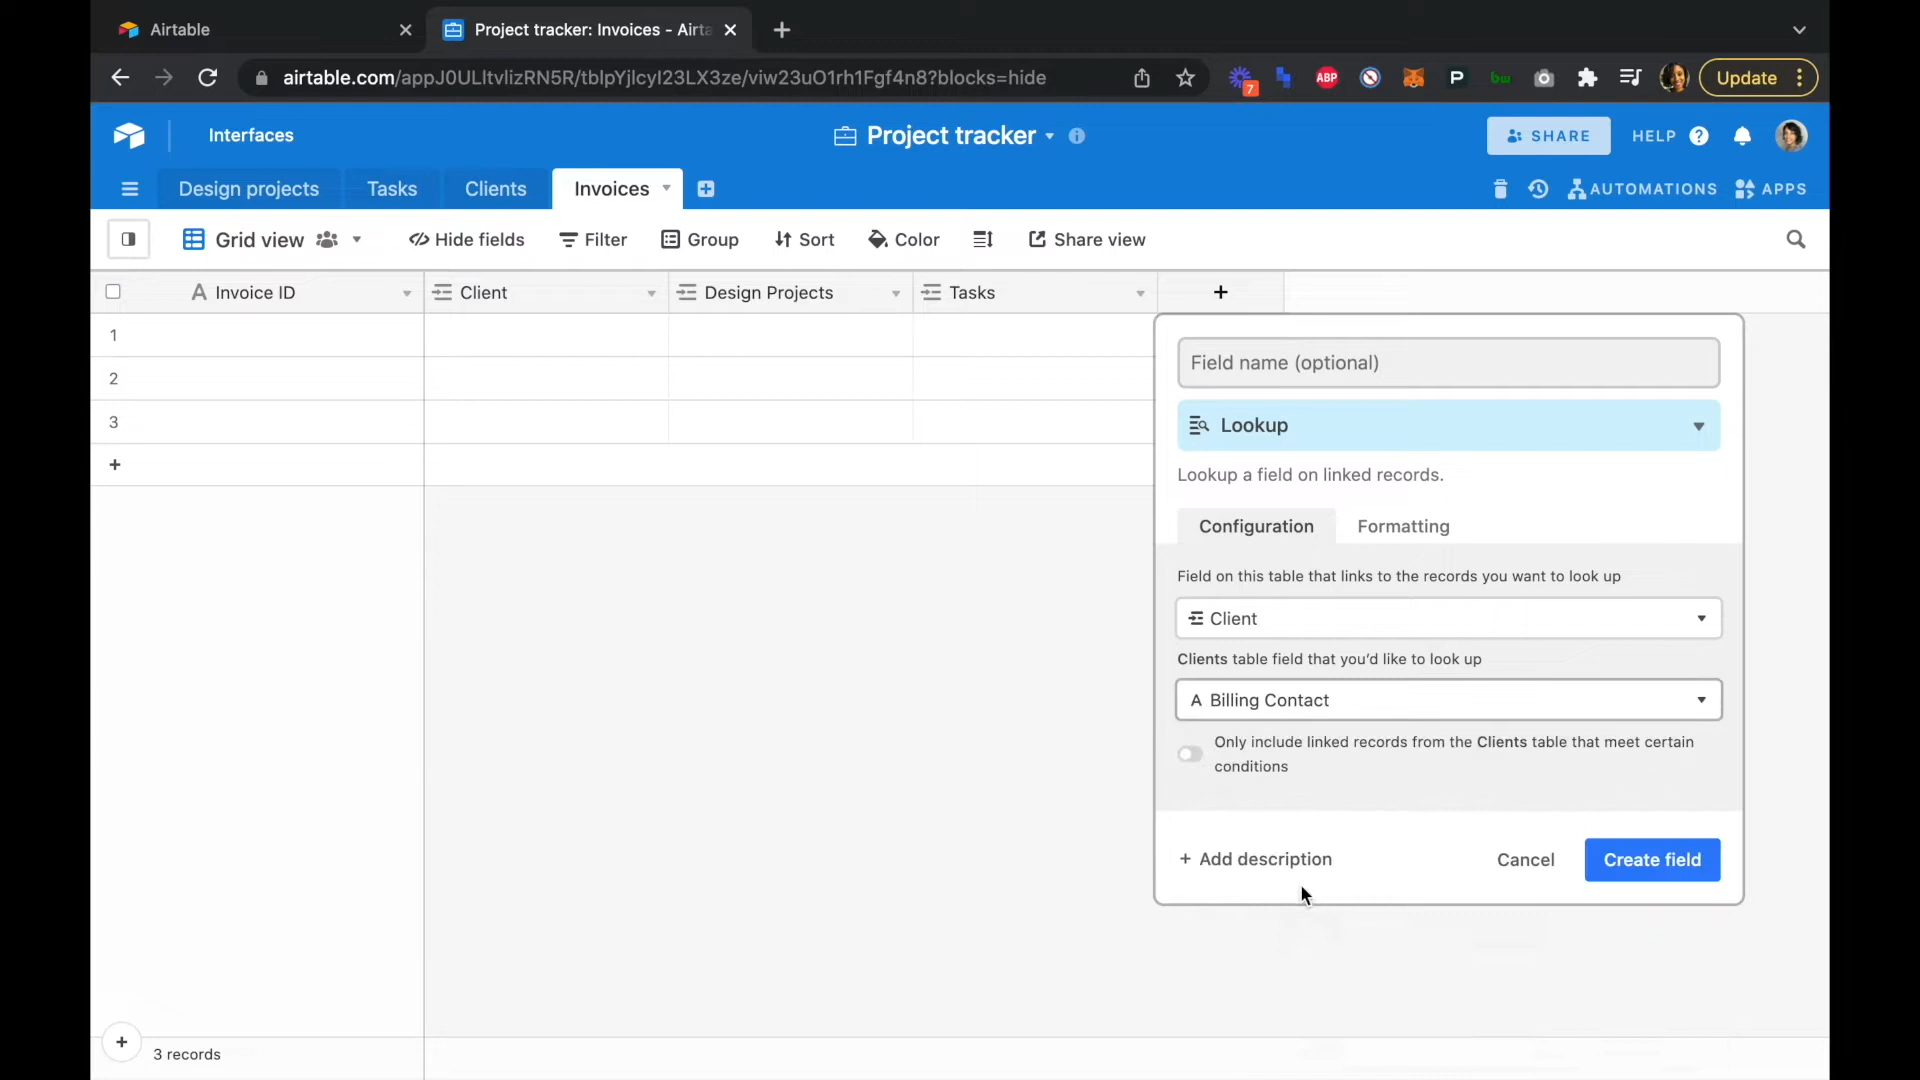 Airtable
Project tracker: Invoices - Airta
airtable.com/appJ0ULltvlizRN5R/tblpYjlcyl23LX3ze/viw23uO1rh1Fgf4n8?blocks=hide
7
ABP
P
bw
Update
Interfaces
Project tracker
SHARE
HELP
Design projects
Tasks
Clients
Invoices
AUTOMATIONS
APPS
Grid view
Hide fields
Filter
Group
Sort
Color
Share view
Invoice ID
Client
Design Projects
Tasks
1
2
3
Field name (optional)
Lookup
Lookup a field on linked records.
Configuration
Formatting
Field on this table that links to the records you want to look up
Client
Clients table field that you’d like to look up
Billing Contact
Only include linked records from the Clients table that meet certain
conditions
+ Add description
Cancel
Create field
3 records